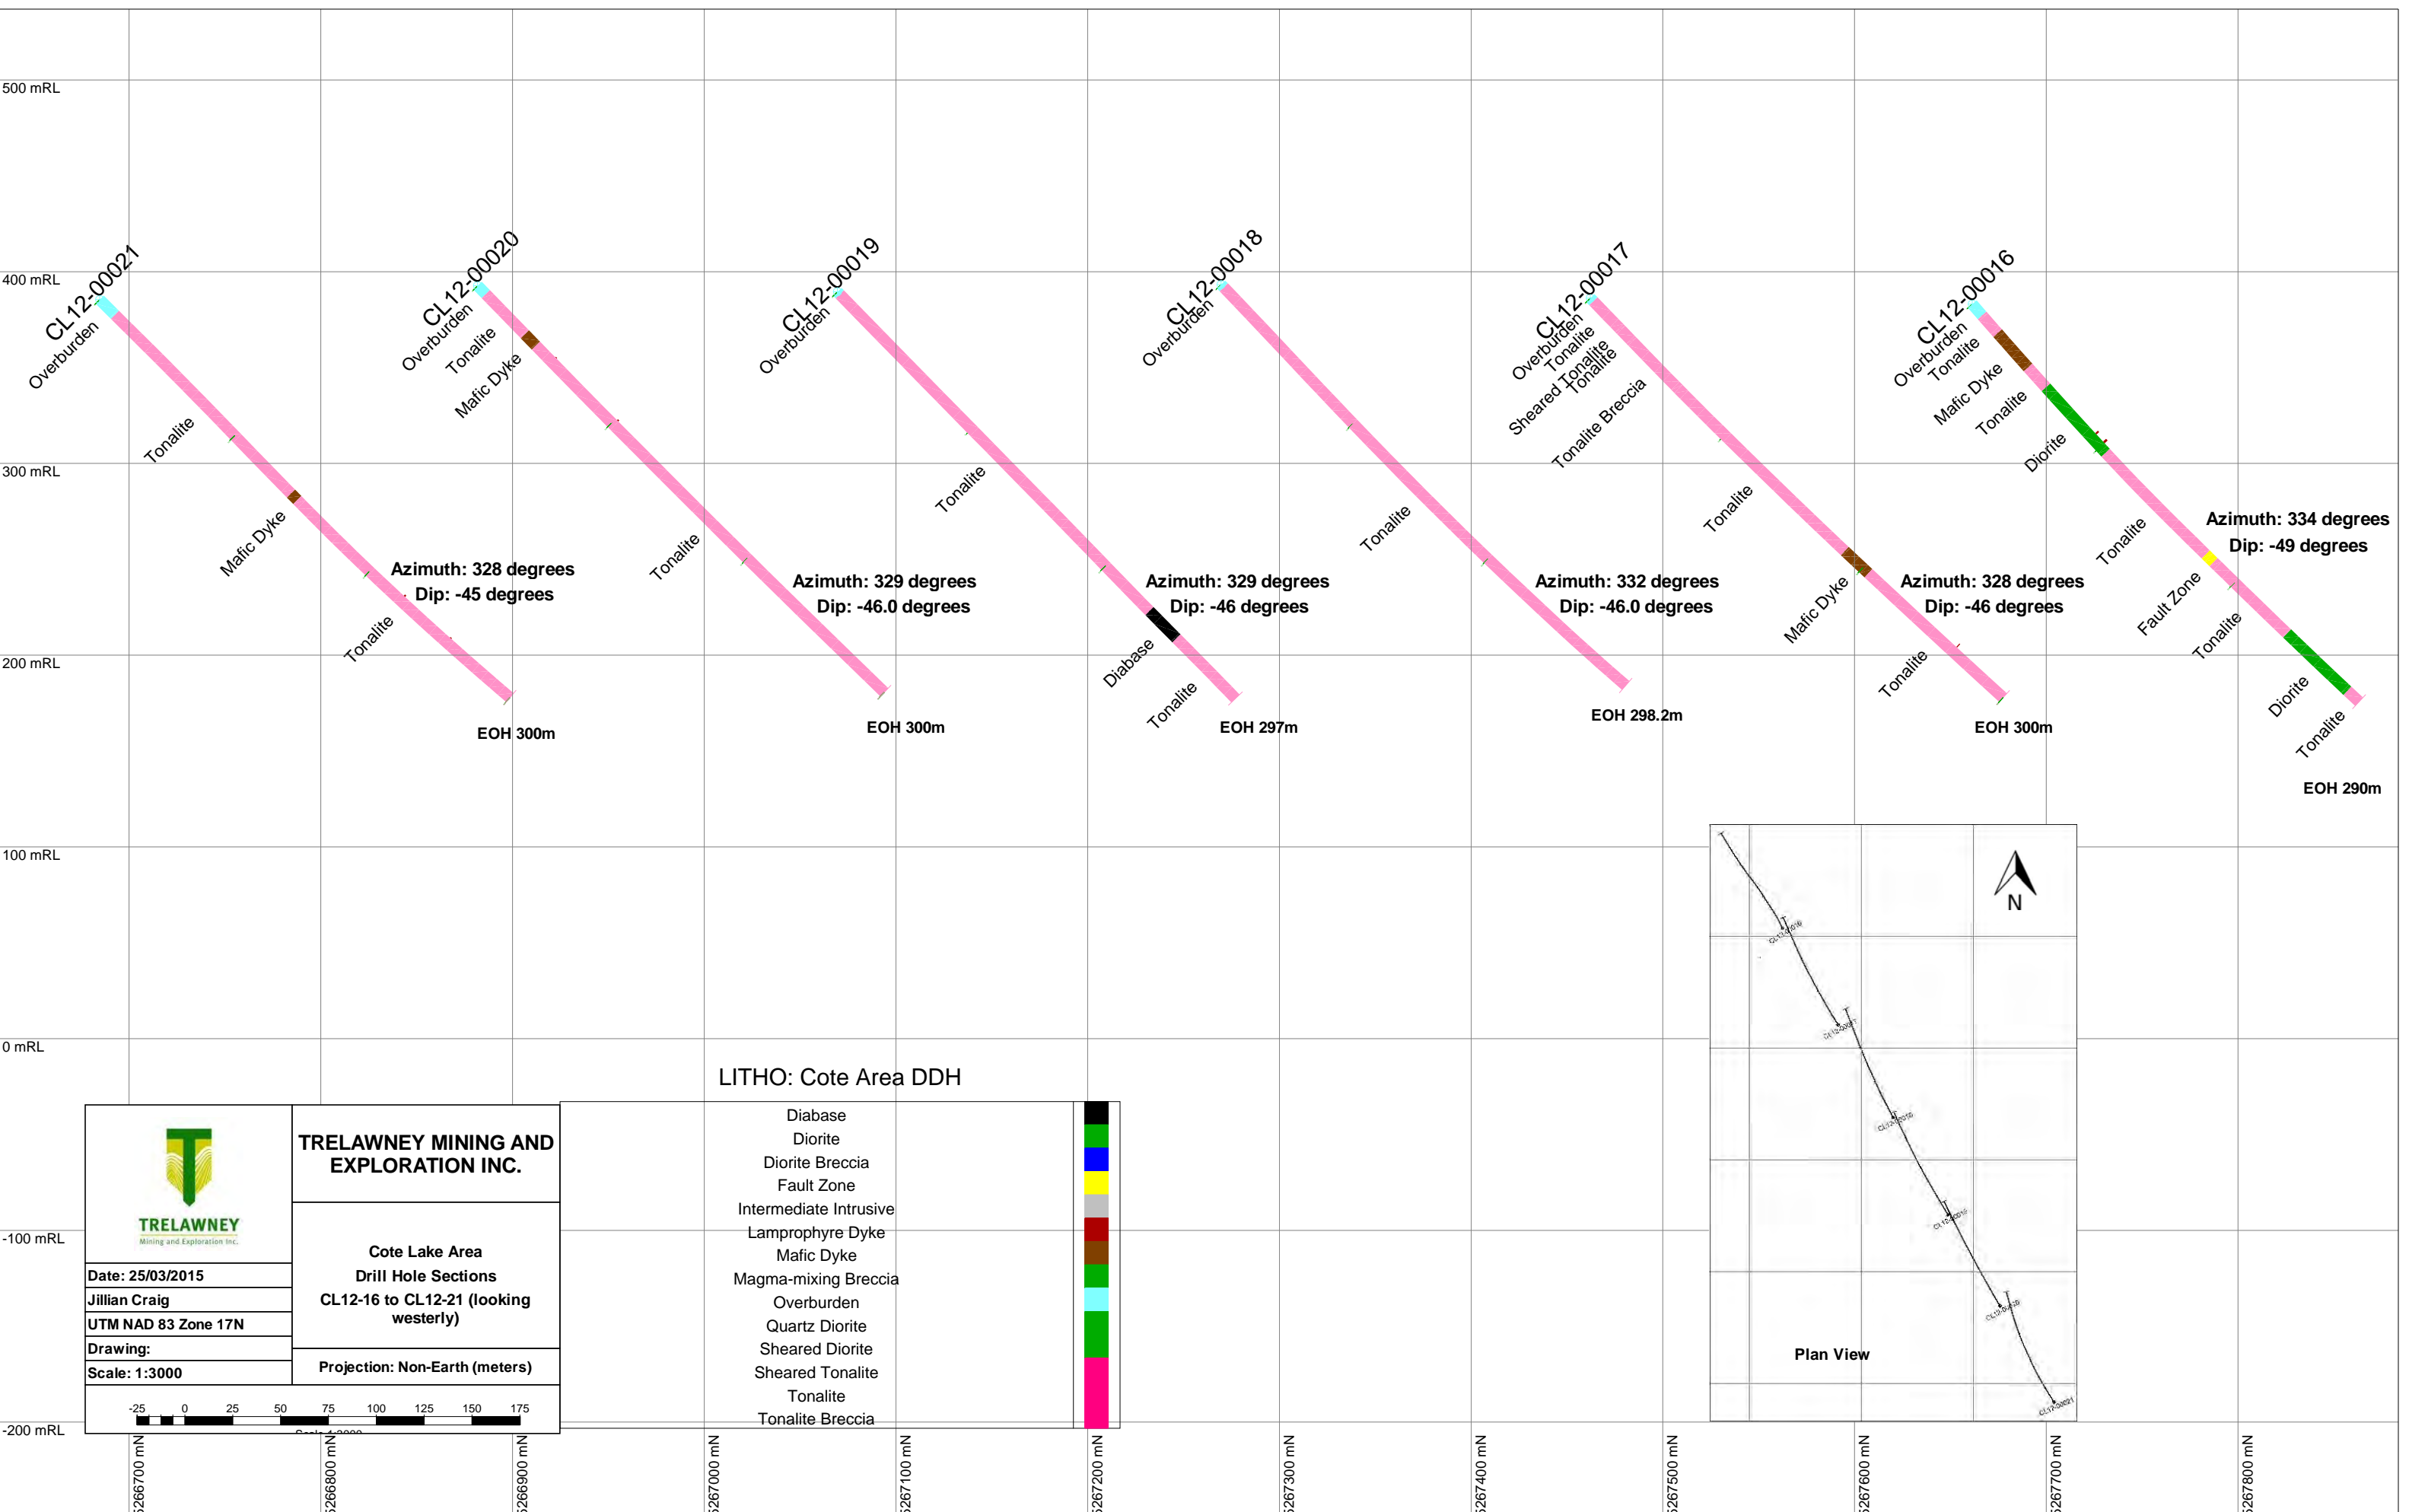 500 mRL
400 mRL
300 mRL
200 mRL
100 mRL
0 mRL
-100 mRL
-200 mRL
CL12-00021
Overburden
Tonalite
Mafic Dyke
Tonalite
Azimuth: 328 degrees
Dip: -45 degrees
EOH 300m
CL12-00020
Overburden
Tonalite
Mafic Dyke
Tonalite
Azimuth: 329 degrees
Dip: -46.0 degrees
EOH 300m
CL12-00019
Overburden
Tonalite
Diabase
Tonalite
Azimuth: 329 degrees
Dip: -46 degrees
EOH 297m
CL12-00018
Overburden
Tonalite
Azimuth: 332 degrees
Dip: -46.0 degrees
EOH 298.2m
CL12-00017
Overburden
Tonalite
Sheared Tonalite
Tonalite
Tonalite Breccia
Tonalite
Mafic Dyke
Tonalite
Azimuth: 328 degrees
Dip: -46 degrees
EOH 300m
CL12-00016
Overburden
Tonalite
Mafic Dyke
Tonalite
Diorite
Tonalite
Fault Zone
Tonalite
Diorite
Tonalite
Azimuth: 334 degrees
Dip: -49 degrees
EOH 290m
N
CL12-00020
CL12-00021
Plan View
LITHO: Cote Area DDH
Diabase
Diorite
Diorite Breccia
Fault Zone
Intermediate Intrusive
Lamprophyre Dyke
Mafic Dyke
Magma-mixing Breccia
Overburden
Quartz Diorite
Sheared Diorite
Sheared Tonalite
Tonalite
Tonalite Breccia
TRELAWNEY
Mining and Exploration Inc.
TRELAWNEY MINING AND
EXPLORATION INC.
Cote Lake Area
Drill Hole Sections
CL12-16 to CL12-21 (looking
westerly)
Projection: Non-Earth (meters)
Date: 25/03/2015
Jillian Craig
UTM NAD 83 Zone 17N
Drawing:
Scale: 1:3000
-25 0 25 50 75 100 125 150 175
Scale 1:3000
5266700 mN
5266800 mN
5266900 mN
5267000 mN
5267100 mN
5267200 mN
5267300 mN
5267400 mN
5267500 mN
5267600 mN
5267700 mN
5267800 mN